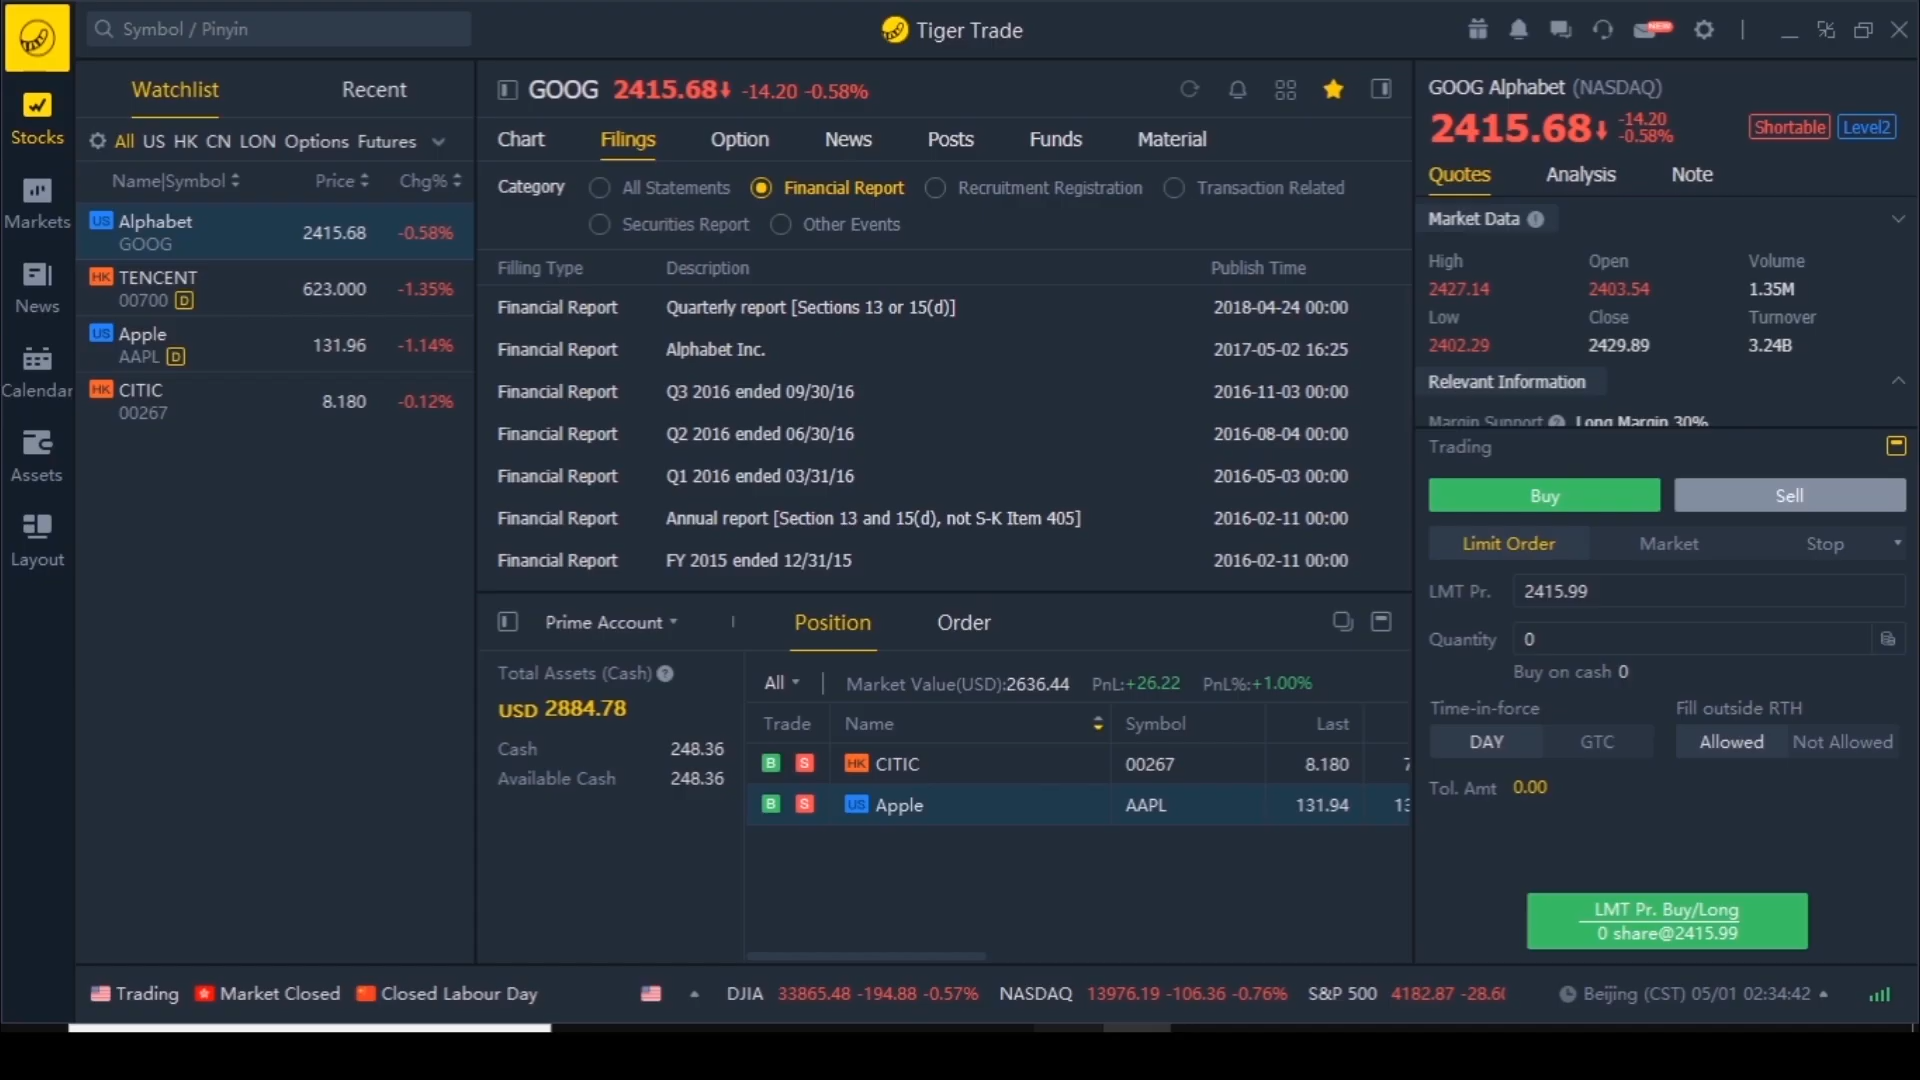 Symbol / Pinyin
Tiger Trade
NEW
Stocks
Markets
News
Calendar
Assets
Layout
Watchlist Recent
All US HK CN LON Options Futures
Name|Symbol Price Chg%
US Alphabet
GOOG 2415.68 -0.58%
HK TENCENT
00700 D 623.000 -1.35%
US Apple
AAPL D 131.96 -1.14%
HK CITIC
00267 8.180 -0.12%
GOOG 2415.68 -14.20 -0.58%
Chart Filings Option News Posts Funds Material
Category All Statements Financial Report Recruitment Registration Transaction Related
Securities Report Other Events
Filling Type Description Publish Time
Financial Report Quarterly report [Sections 13 or 15(d)] 2018-04-24 00:00
Financial Report Alphabet Inc. 2017-05-02 16:25
Financial Report Q3 2016 ended 09/30/16 2016-11-03 00:00
Financial Report Q2 2016 ended 06/30/16 2016-08-04 00:00
Financial Report Q1 2016 ended 03/31/16 2016-05-03 00:00
Financial Report Annual report [Section 13 and 15(d), not S-K Item 405] 2016-02-11 00:00
Financial Report FY 2015 ended 12/31/15 2016-02-11 00:00
Prime Account Position Order
Total Assets (Cash)
USD 2884.78
Cash 248.36
Available Cash 248.36
All Market Value(USD):2636.44 PnL:+26.22 PnL%:+1.00%
Trade Name Symbol Last
B S HK CITIC 00267 8.180
B S US Apple AAPL 131.94
GOOG Alphabet (NASDAQ)
2415.68 -14.20
-0.58%
Shortable Level2
Quotes Analysis Note
Market Data
High Open Volume
2427.14 2403.54 1.35M
Low Close Turnover
2402.29 2429.89 3.24B
Relevant Information
Margin Support Long Margin 30%
Trading
Buy Sell
Limit Order Market Stop
LMT Pr. 2415.99
Quantity 0
Buy on cash 0
Time-in-force Fill outside RTH
DAY GTC Allowed Not Allowed
Tol. Amt 0.00
LMT Pr. Buy/Long
0 share@2415.99
Trading Market Closed Closed Labour Day DJIA 33865.48 -194.88 -0.57% NASDAQ 13976.19 -106.36 -0.76% S&P 500 4182.87 Beijing (CST) 05/01 02:34:42